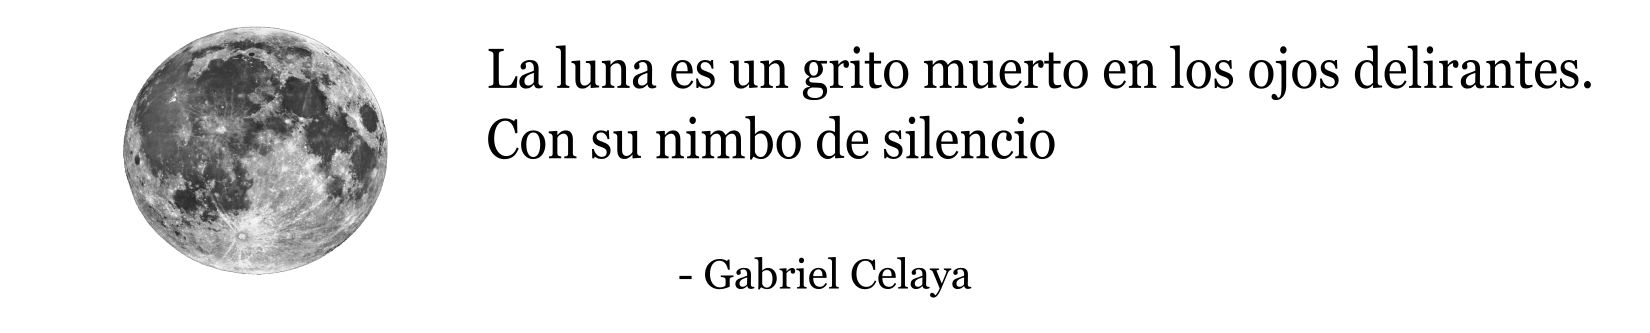 La luna es un grito muerto en los ojos delirantes.
Con su nimbo de silencio
- Gabriel Celaya